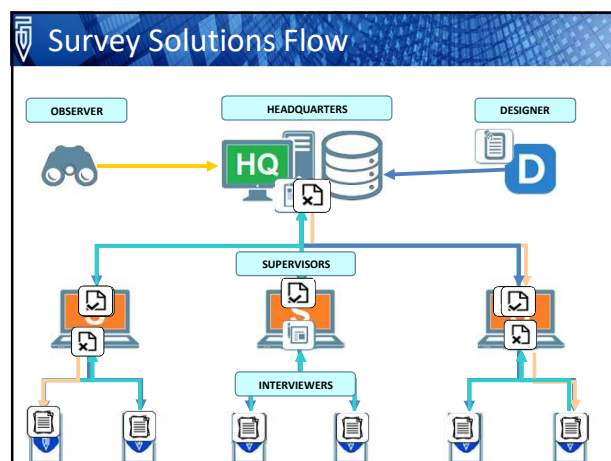 Survey Solutions Flow
OBSERVER
HEADQUARTERS
DESIGNER
HQ
D
SUPERVISORS
S
INTERVIEWERS